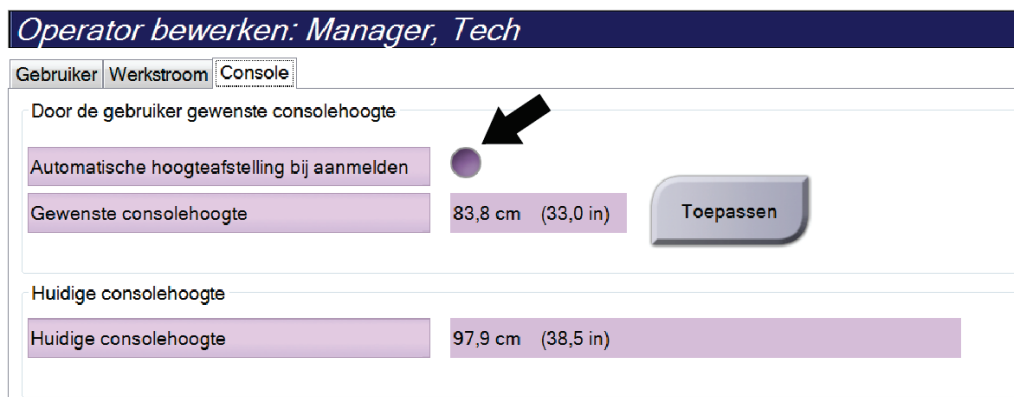 Operator bewerken: Manager, Tech
Gebruiker Werkstroom Console
Door de gebruiker gewenste consolehoogte
Automatische hoogteafstelling bij aanmelden
Gewenste consolehoogte 83,8 cm (33,0 in) Toepassen
Huidige consolehoogte
Huidige consolehoogte 97,9 cm (38,5 in)